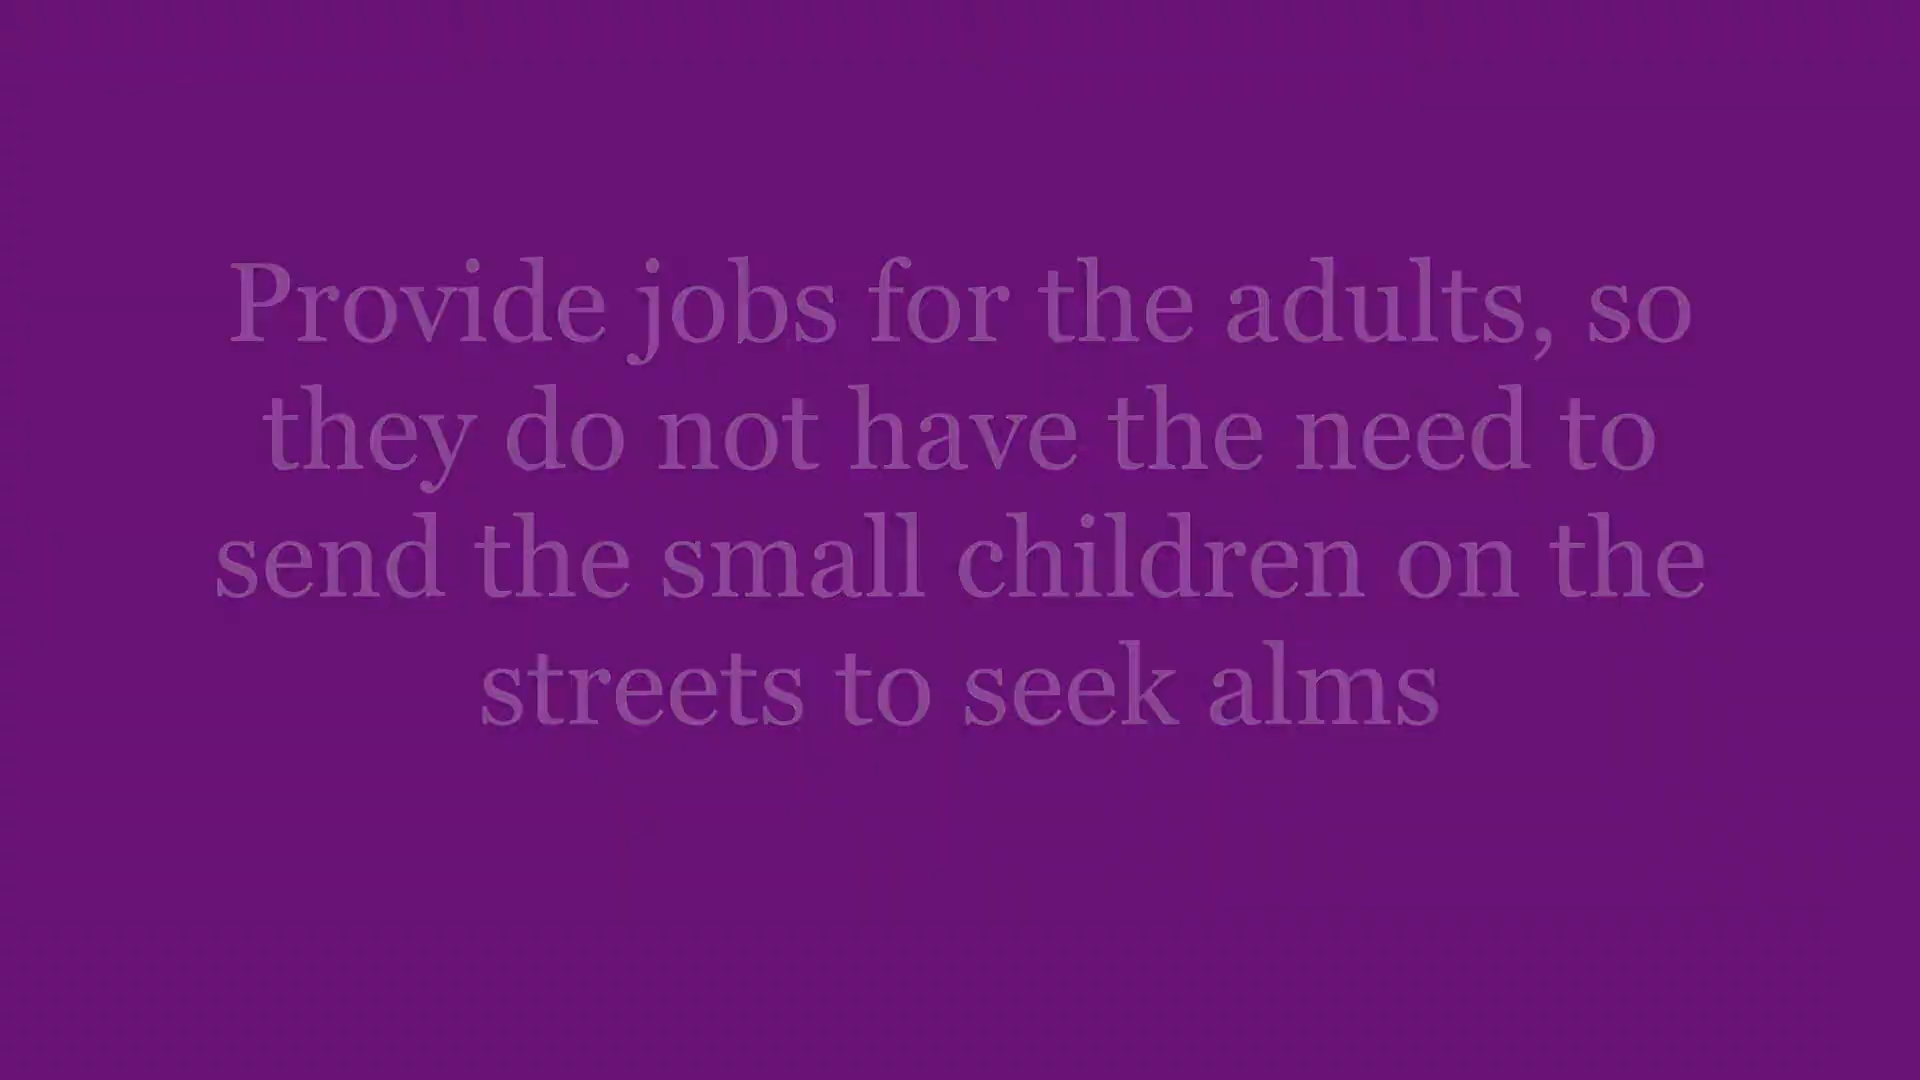 Provide jobs for the adults, so
they do not have the need to
send the small children on the
streets to seek alms